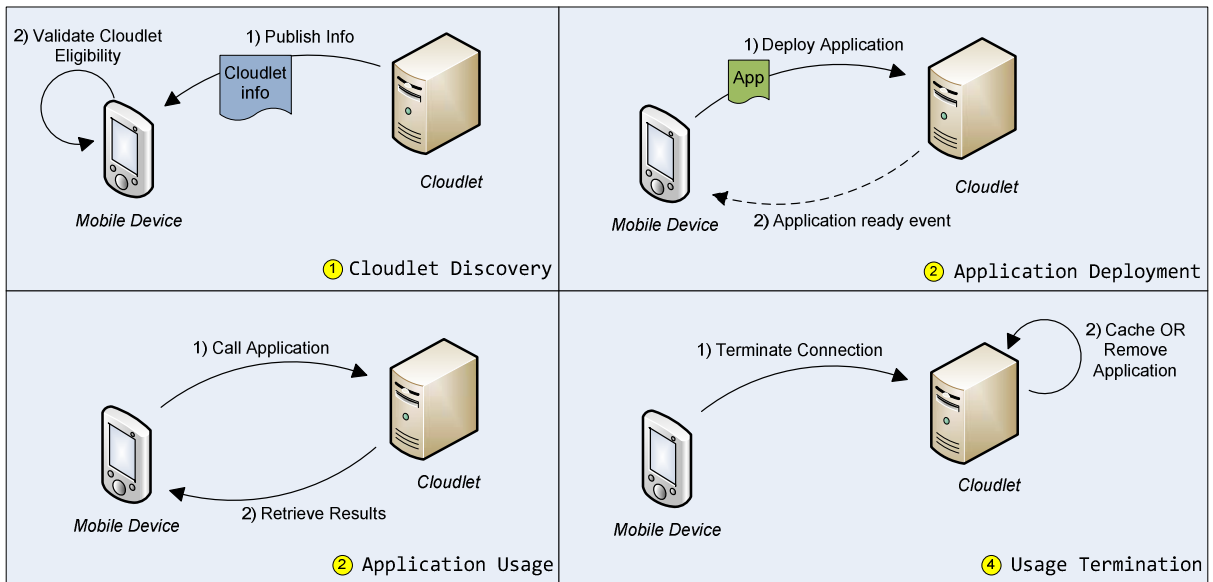 2) Validate Cloudlet
Eligibility
1) Publish Info
Cloudlet
info
Cloudlet
Mobile Device
1 Cloudlet Discovery
1) Deploy Application
App
Cloudlet
Mobile Device
2) Application ready event
2 Application Deployment
1) Call Application
Cloudlet
2) Retrieve Results
Mobile Device
2 Application Usage
1) Terminate Connection
2) Cache OR
Remove
Application
Cloudlet
Mobile Device
4 Usage Termination